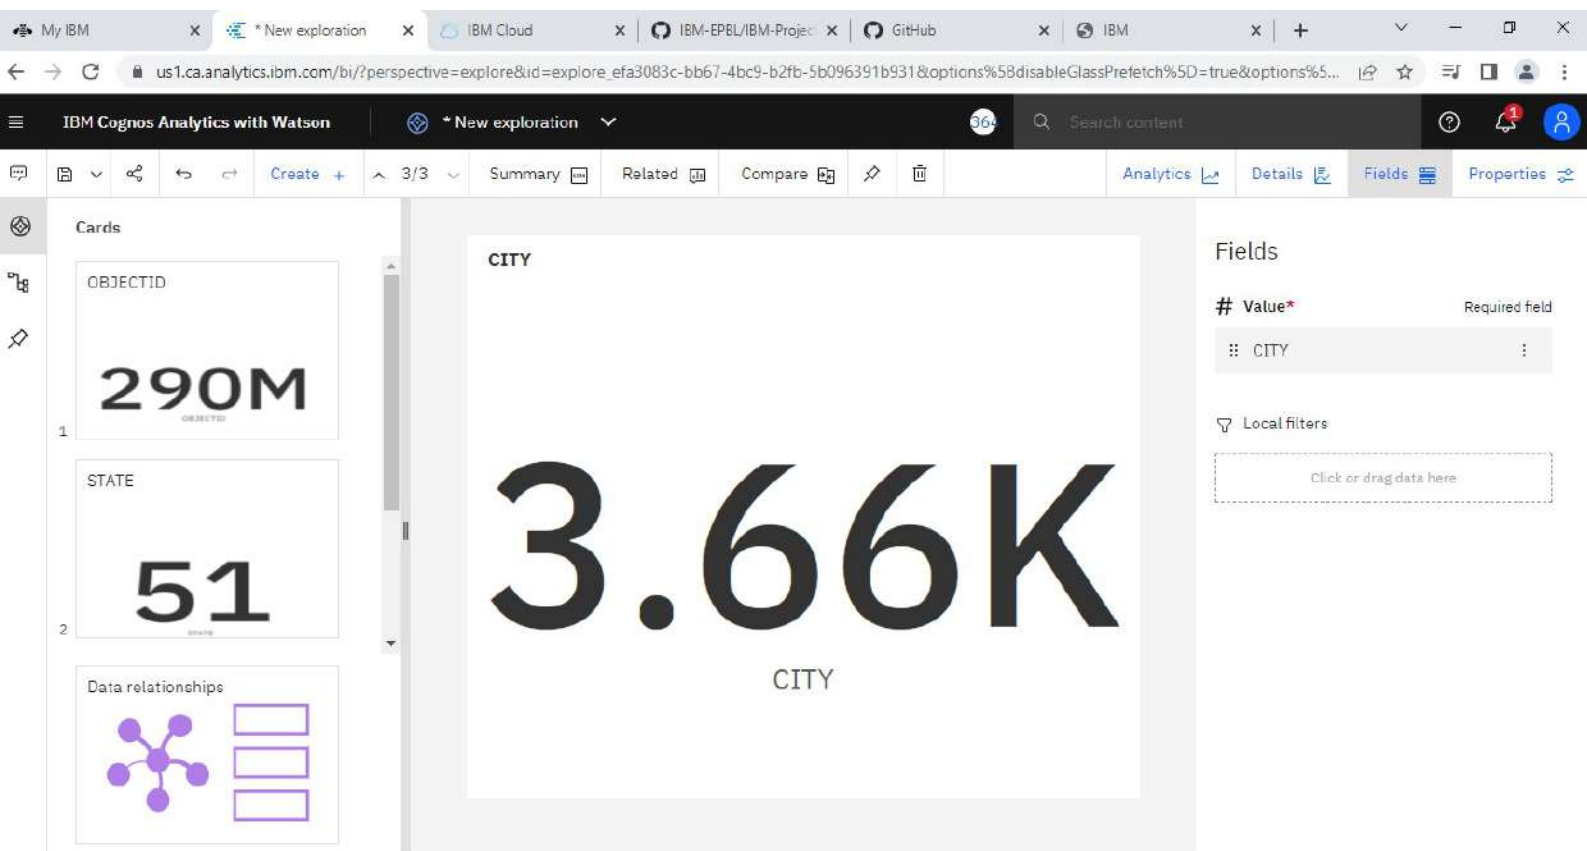 My IBM
* New exploration
IBM Cloud
IBM-EPBL/IBM-Projec
GitHub
IBM
us1.ca.analytics.ibm.com/bi/?perspective=explore&id=explore_efa3083c-bb67-4bc9-b2fb-5b096391b931&options%5BdisableGlassPrefetch%5D=true&options%5...
IBM Cognos Analytics with Watson
* New exploration
364
Search content
1
Create +
3/3
Summary
Related
Compare
Analytics
Details
Fields
Properties
Cards
OBJECTID
290M
OBJECTID
1
STATE
51
STATE
2
Data relationships
CITY
3.66K
CITY
Fields
# Value*
Required field
CITY
Local filters
Click or drag data here